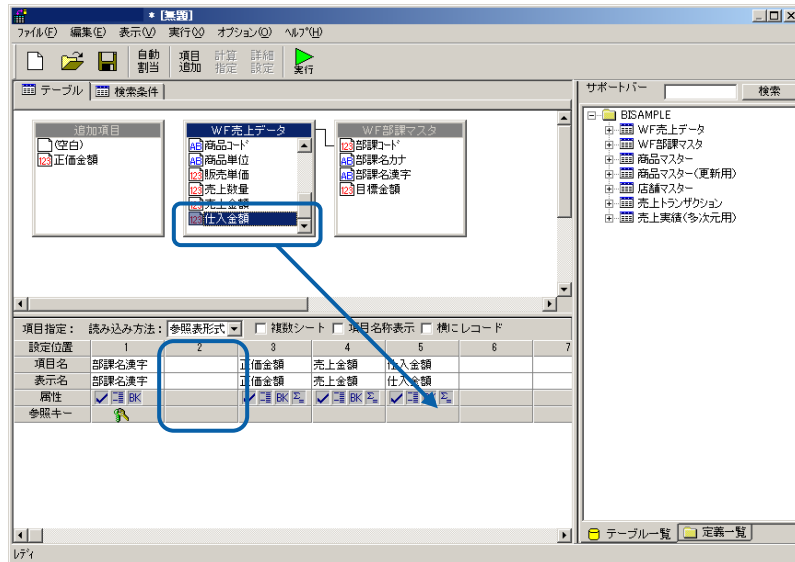 * [無題]
ファイル(F) 編集(E) 表示(V) 実行(X) オプション(O) ヘルプ(H)
自動割当 項目追加 計算指定 詳細設定 実行
テーブル 検索条件
追加項目
(空白)
正価金額
WF売上データ
商品コード
商品単位
販売単価
売上数量
売上金額
仕入金額
WF部課マスタ
部課コード
部課名カナ
部課名漢字
目標金額
項目指定: 読み込み方法: 参照表形式 複数シート 項目名称表示 横にレコード
設定位置 1 2 3 4 5 6 7
項目名 部課名漢字 正価金額 売上金額 仕入金額
表示名 部課名漢字 正価金額 売上金額 仕入金額
属性 BK BK BK
参照キー
サポートバー 検索
BISAMPLE
WF売上データ
WF部課マスタ
商品マスター
商品マスター(更新用)
店舗マスター
売上トランザクション
売上実績(多次元用)
テーブル一覧 定義一覧
レディ